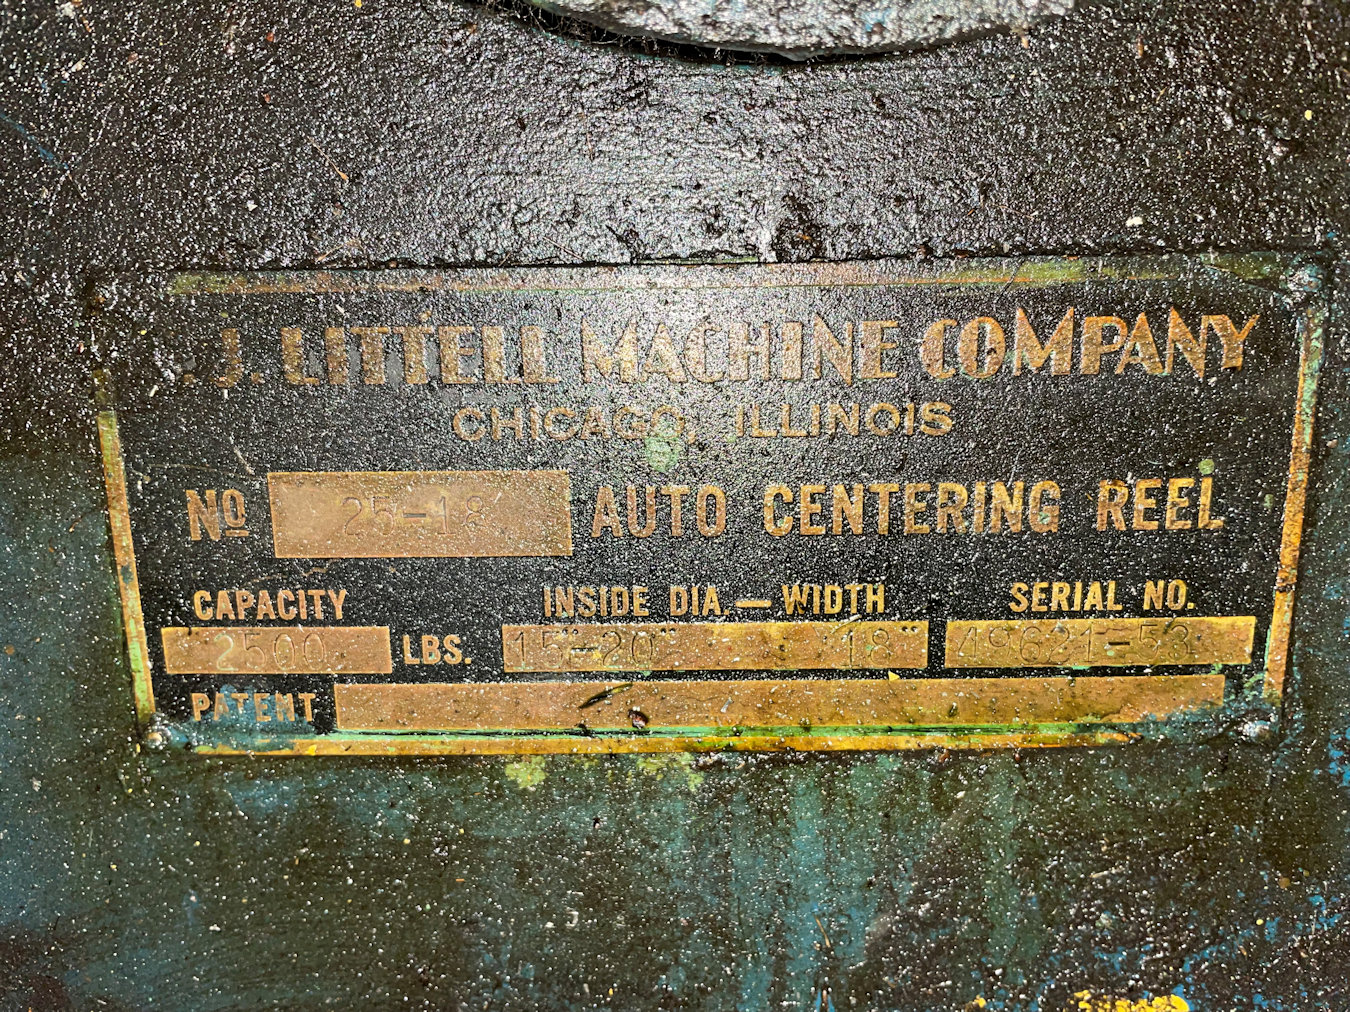 J. LITTELL MACHINE COMPANY
CHICAGO, ILLINOIS
NO 25-18 AUTO CENTERING REEL
CAPACITY INSIDE DIA.—WIDTH SERIAL NO.
2500 LBS. 15"-20" 18" 49621-53
PATENT